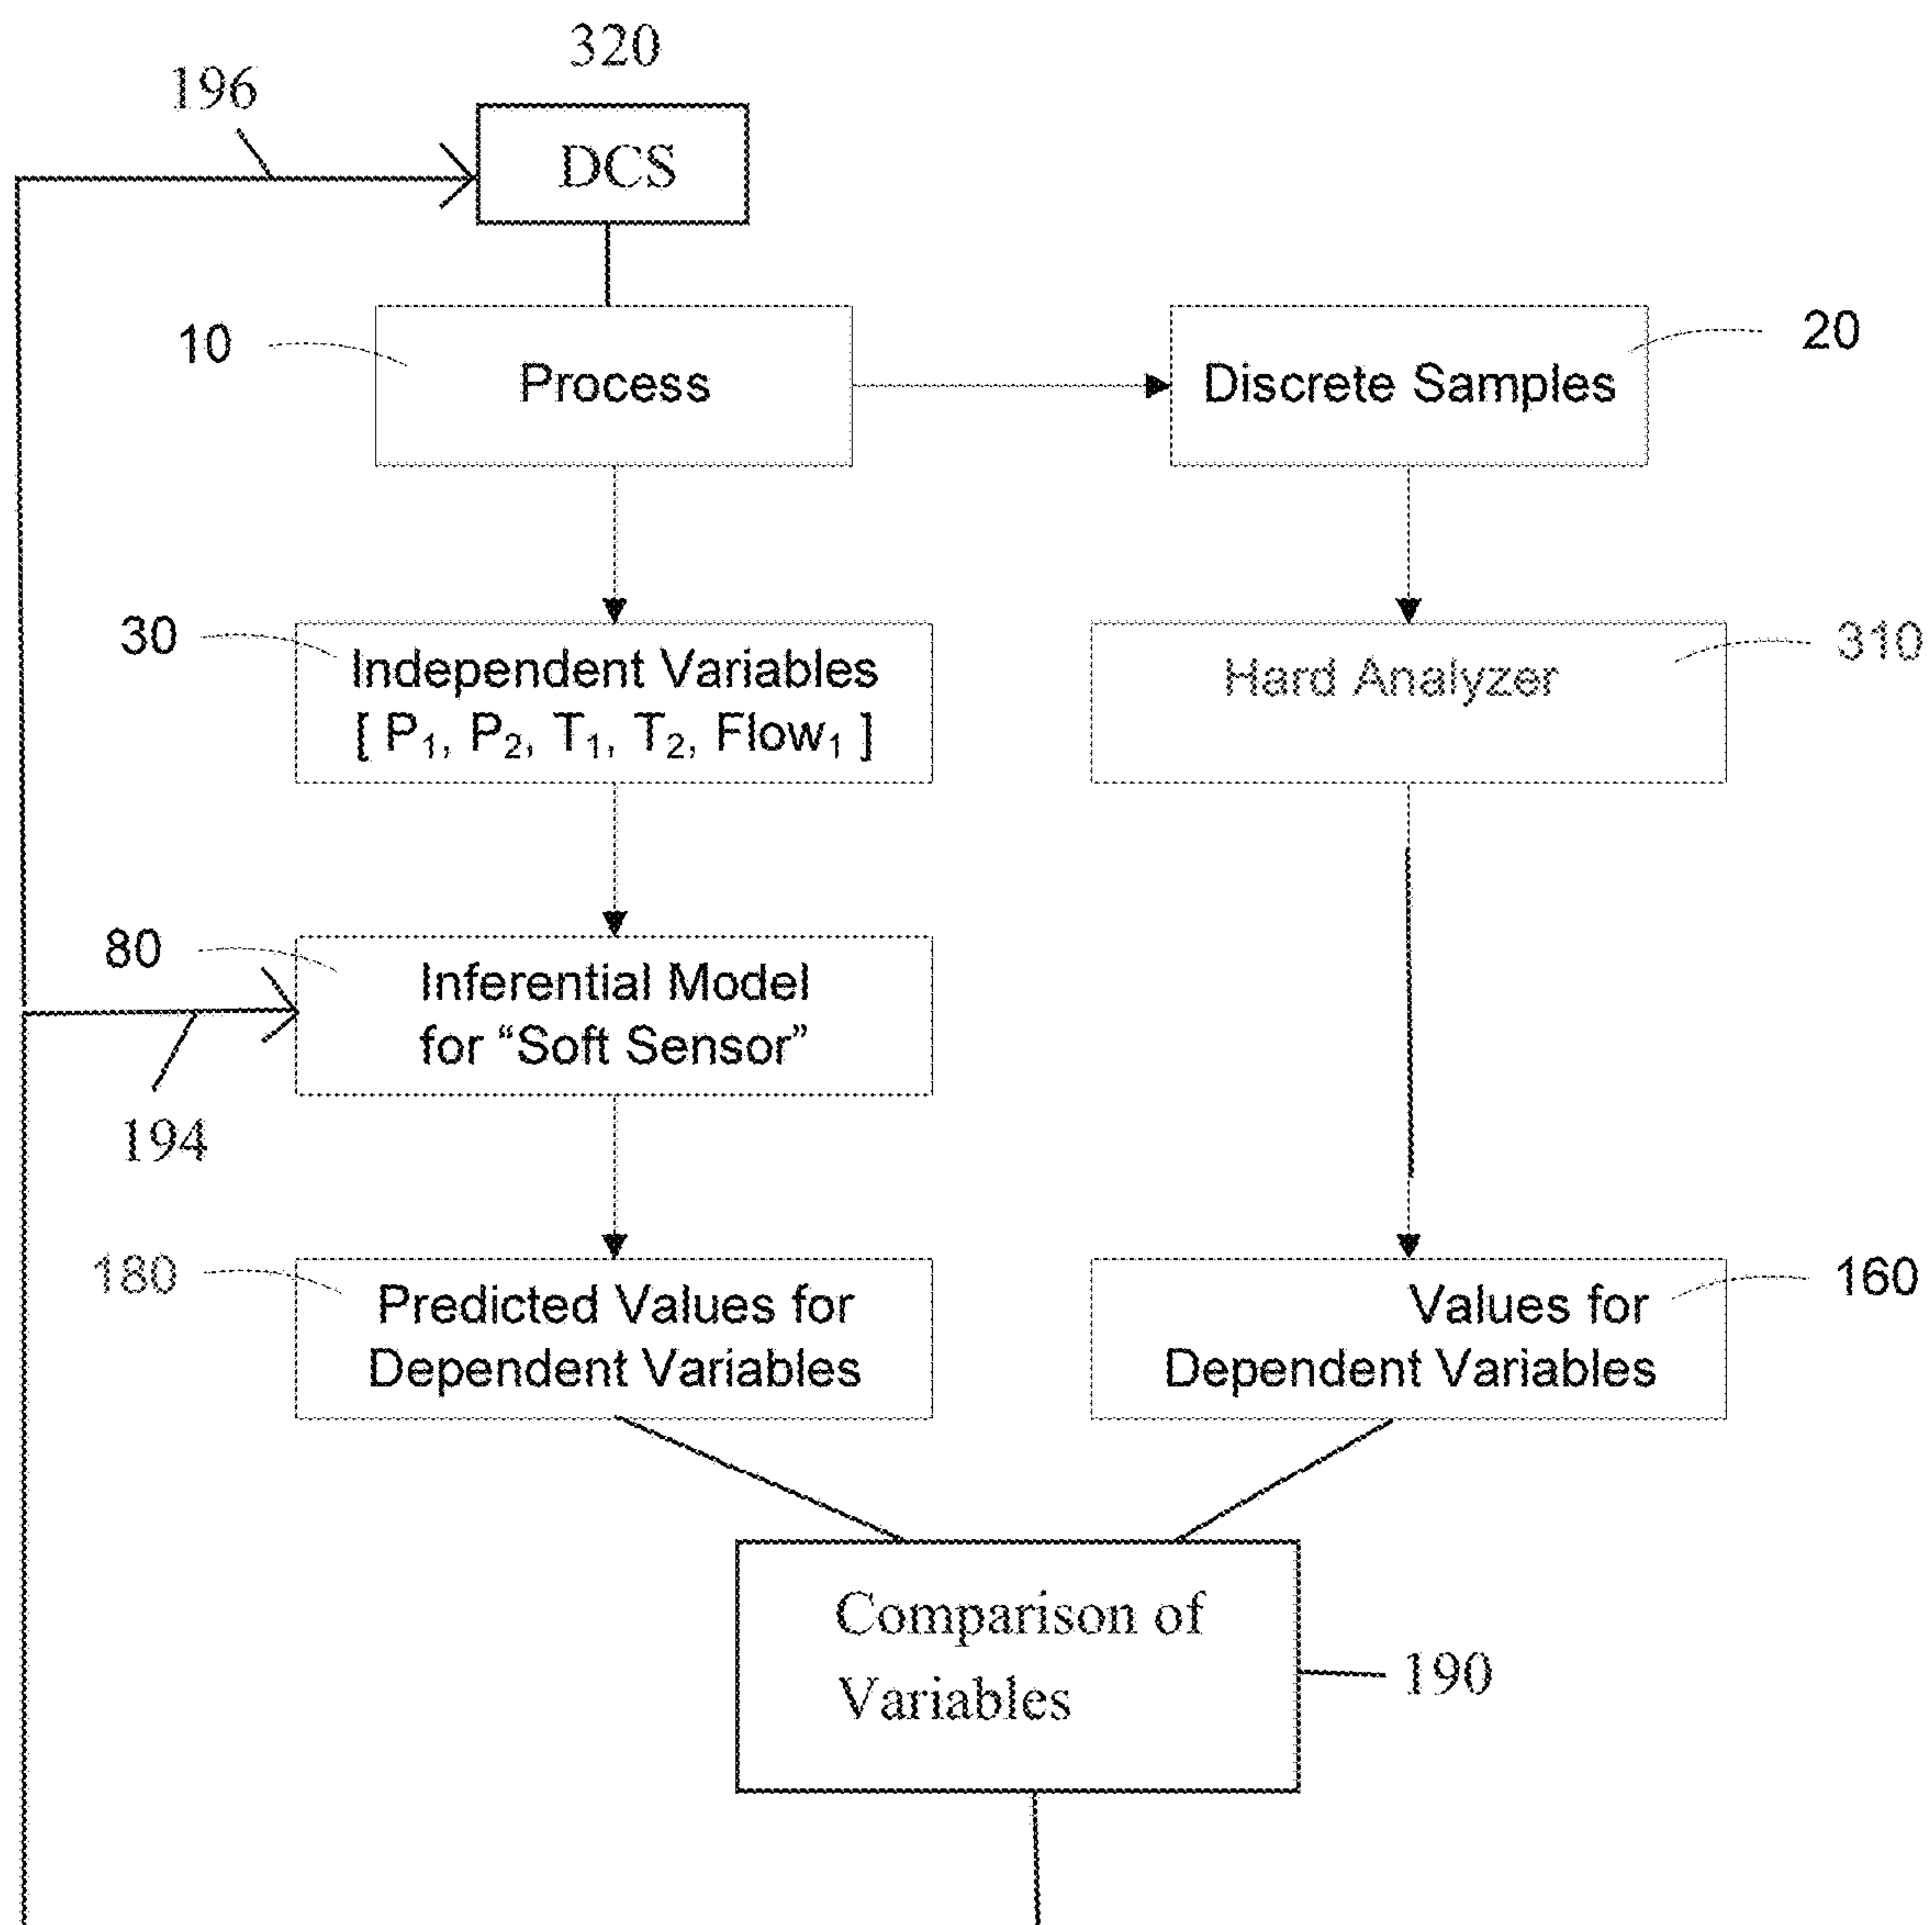 320
196
DCS
10
Process
Discrete Samples
20
30
Independent Variables
[ P₁, P₂, T₁, T₂, Flow₁ ]
Hard Analyzer
310
80
Inferential Model
for “Soft Sensor”
194
180
Predicted Values for
Dependent Variables
Values for
Dependent Variables
160
Comparison of
Variables
190